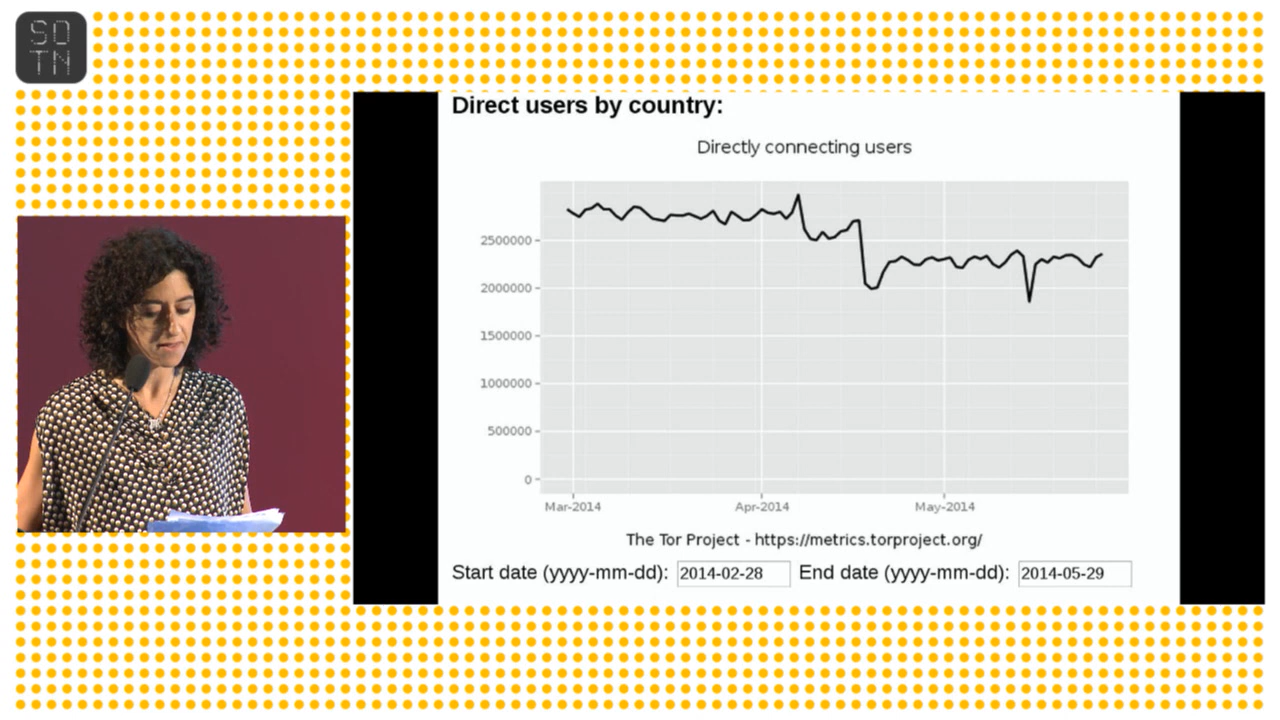 SO
TN
Direct users by country:
Directly connecting users
2500000
2000000
1500000
1000000
500000
0
Mar-2014 Apr-2014 May-2014
The Tor Project - https://metrics.torproject.org/
Start date (yyyy-mm-dd): 2014-02-28 End date (yyyy-mm-dd): 2014-05-29